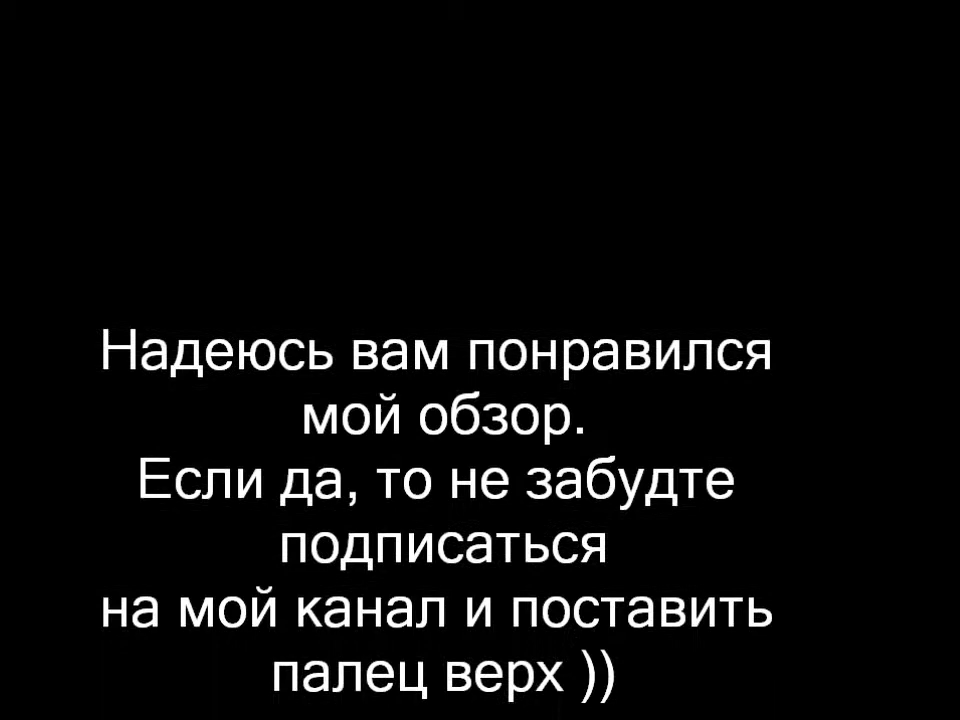 Надеюсь вам понравился
мой обзор.
Если да, то не забудте
подписаться
на мой канал и поставить
палец верх ))